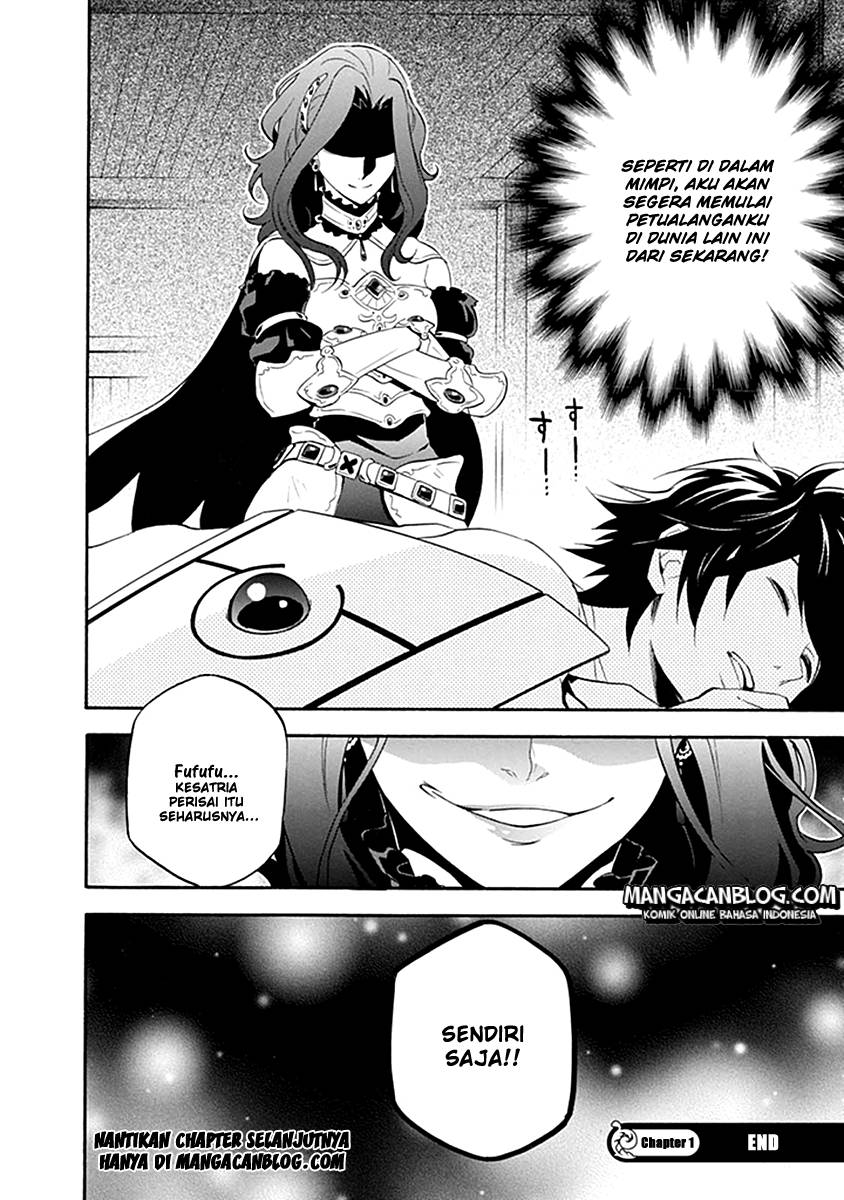 SEPERTI DI DALAM
MIMPI, AKU AKAN
SEGERA MEMULAI
PETUALANGANKU
DI DUNIA LAIN INI
DARI SEKARANG!
すー
すー
Fufufu...
KESATRIA
PERISAI ITU
SEHARUSNYA...
MANGACANBLOG.COM
KOMIK ONLINE BAHASA INDONESIA
SENDIRI
SAJA!!
NANTIKAN CHAPTER SELANJUTNYA
HANYA DI MANGACANBLOG.COM
Chapter 1 END